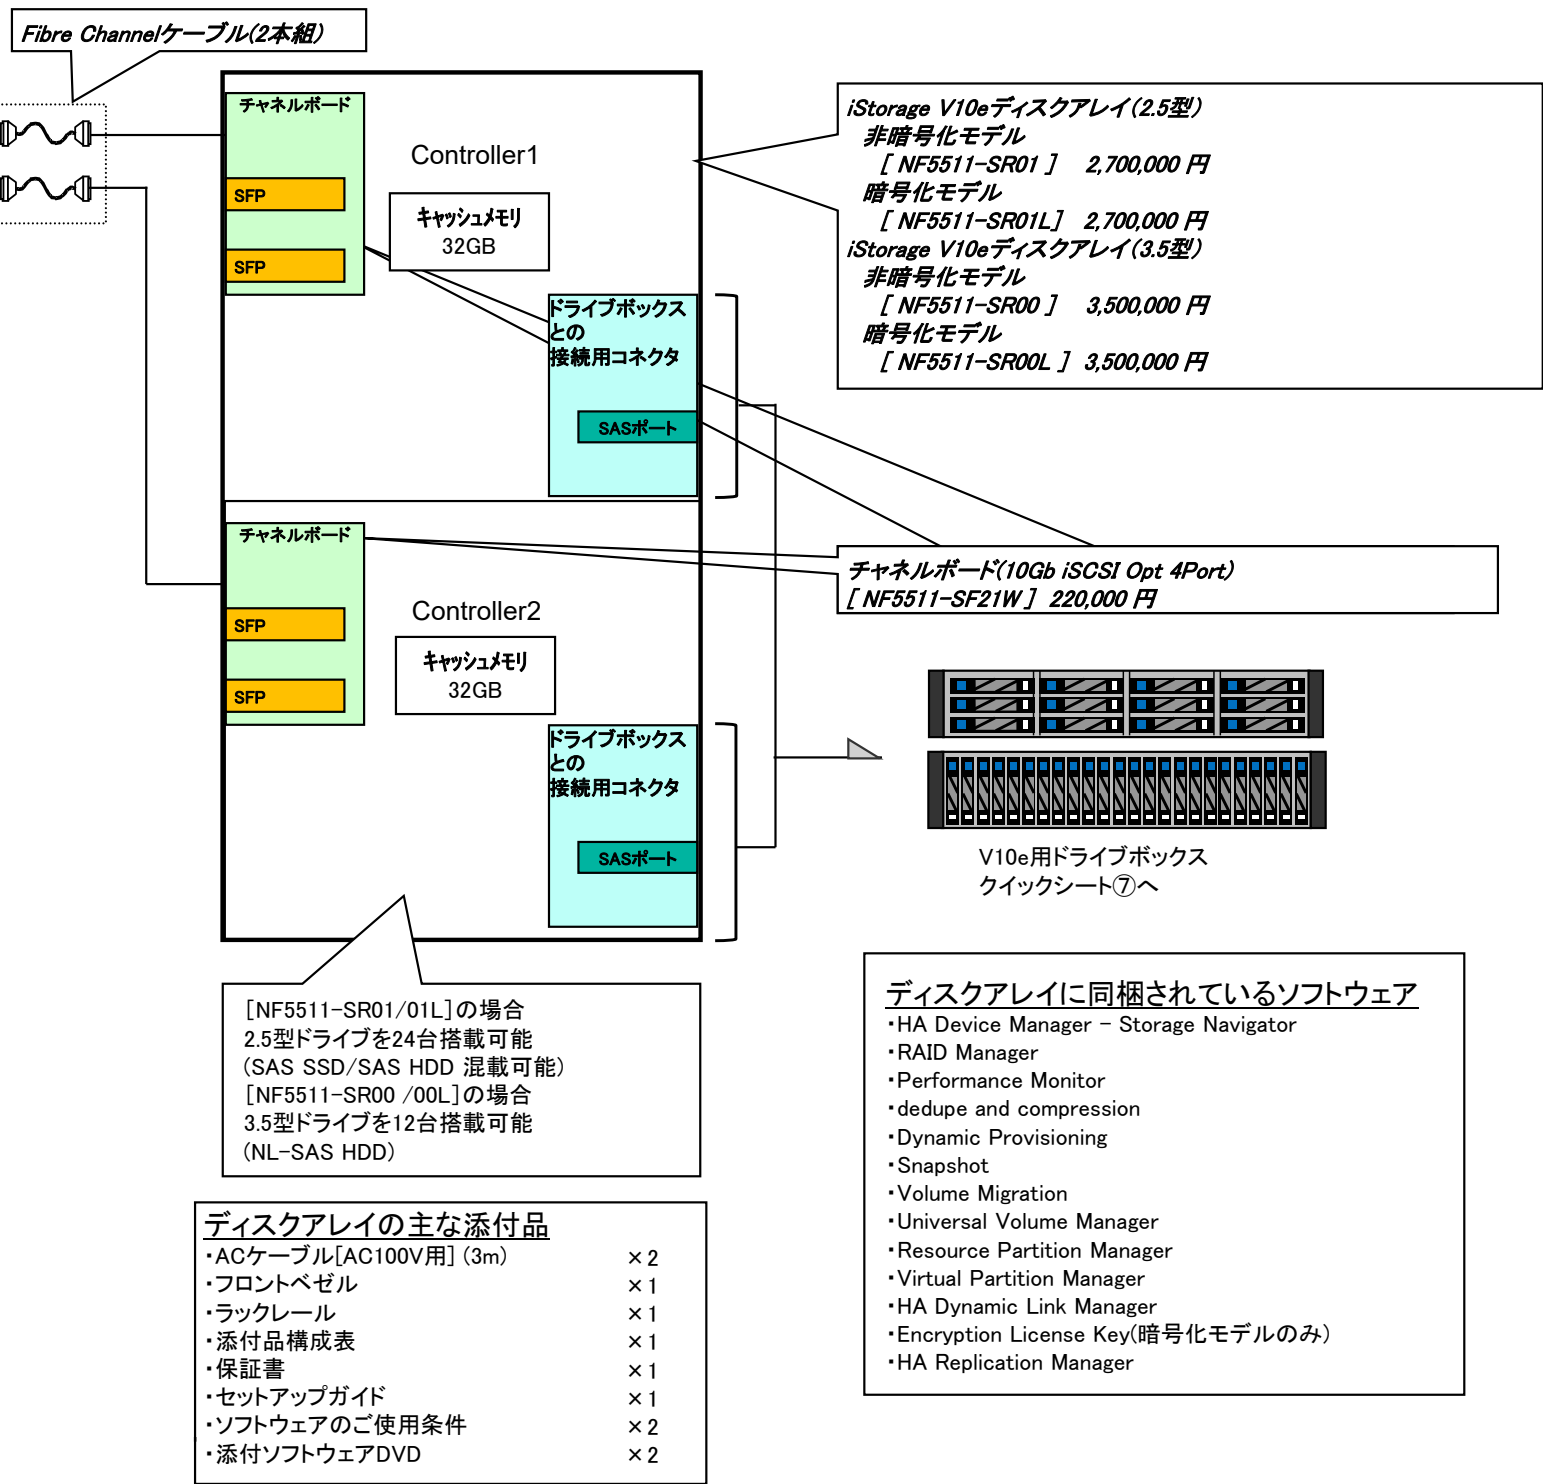 Fibre Channelケーブル(2本組)
チャネルボード
SFP
SFP
Controller1
キャッシュメモリ
32GB
ドライブボックス
との
接続用コネクタ
SASポート
iStorage V10eディスクアレイ(2.5型)
非暗号化モデル
[ NF5511-SR01 ] 2,700,000 円
暗号化モデル
[ NF5511-SR01L] 2,700,000 円
iStorage V10eディスクアレイ(3.5型)
非暗号化モデル
[ NF5511-SR00 ] 3,500,000 円
暗号化モデル
[ NF5511-SR00L ] 3,500,000 円
チャネルボード
SFP
SFP
Controller2
キャッシュメモリ
32GB
ドライブボックス
との
接続用コネクタ
SASポート
チャネルボード(10Gb iSCSI Opt 4Port)
[ NF5511-SF21W ] 220,000 円
V10e用ドライブボックス
クイックシート⑦へ
[NF5511-SR01/01L]の場合
2.5型ドライブを24台搭載可能
(SAS SSD/SAS HDD 混載可能)
[NF5511-SR00 /00L]の場合
3.5型ドライブを12台搭載可能
(NL-SAS HDD)
ディスクアレイの主な添付品
・ACケーブル[AC100V用] (3m) ×2
・フロントベゼル ×1
・ラックレール ×1
・添付品構成表 ×1
・保証書 ×1
・セットアップガイド ×1
・ソフトウェアのご使用条件 ×2
・添付ソフトウェアDVD ×2
ディスクアレイに同梱されているソフトウェア
・HA Device Manager - Storage Navigator
・RAID Manager
・Performance Monitor
・dedupe and compression
・Dynamic Provisioning
・Snapshot
・Volume Migration
・Universal Volume Manager
・Resource Partition Manager
・Virtual Partition Manager
・HA Dynamic Link Manager
・Encryption License Key(暗号化モデルのみ)
・HA Replication Manager